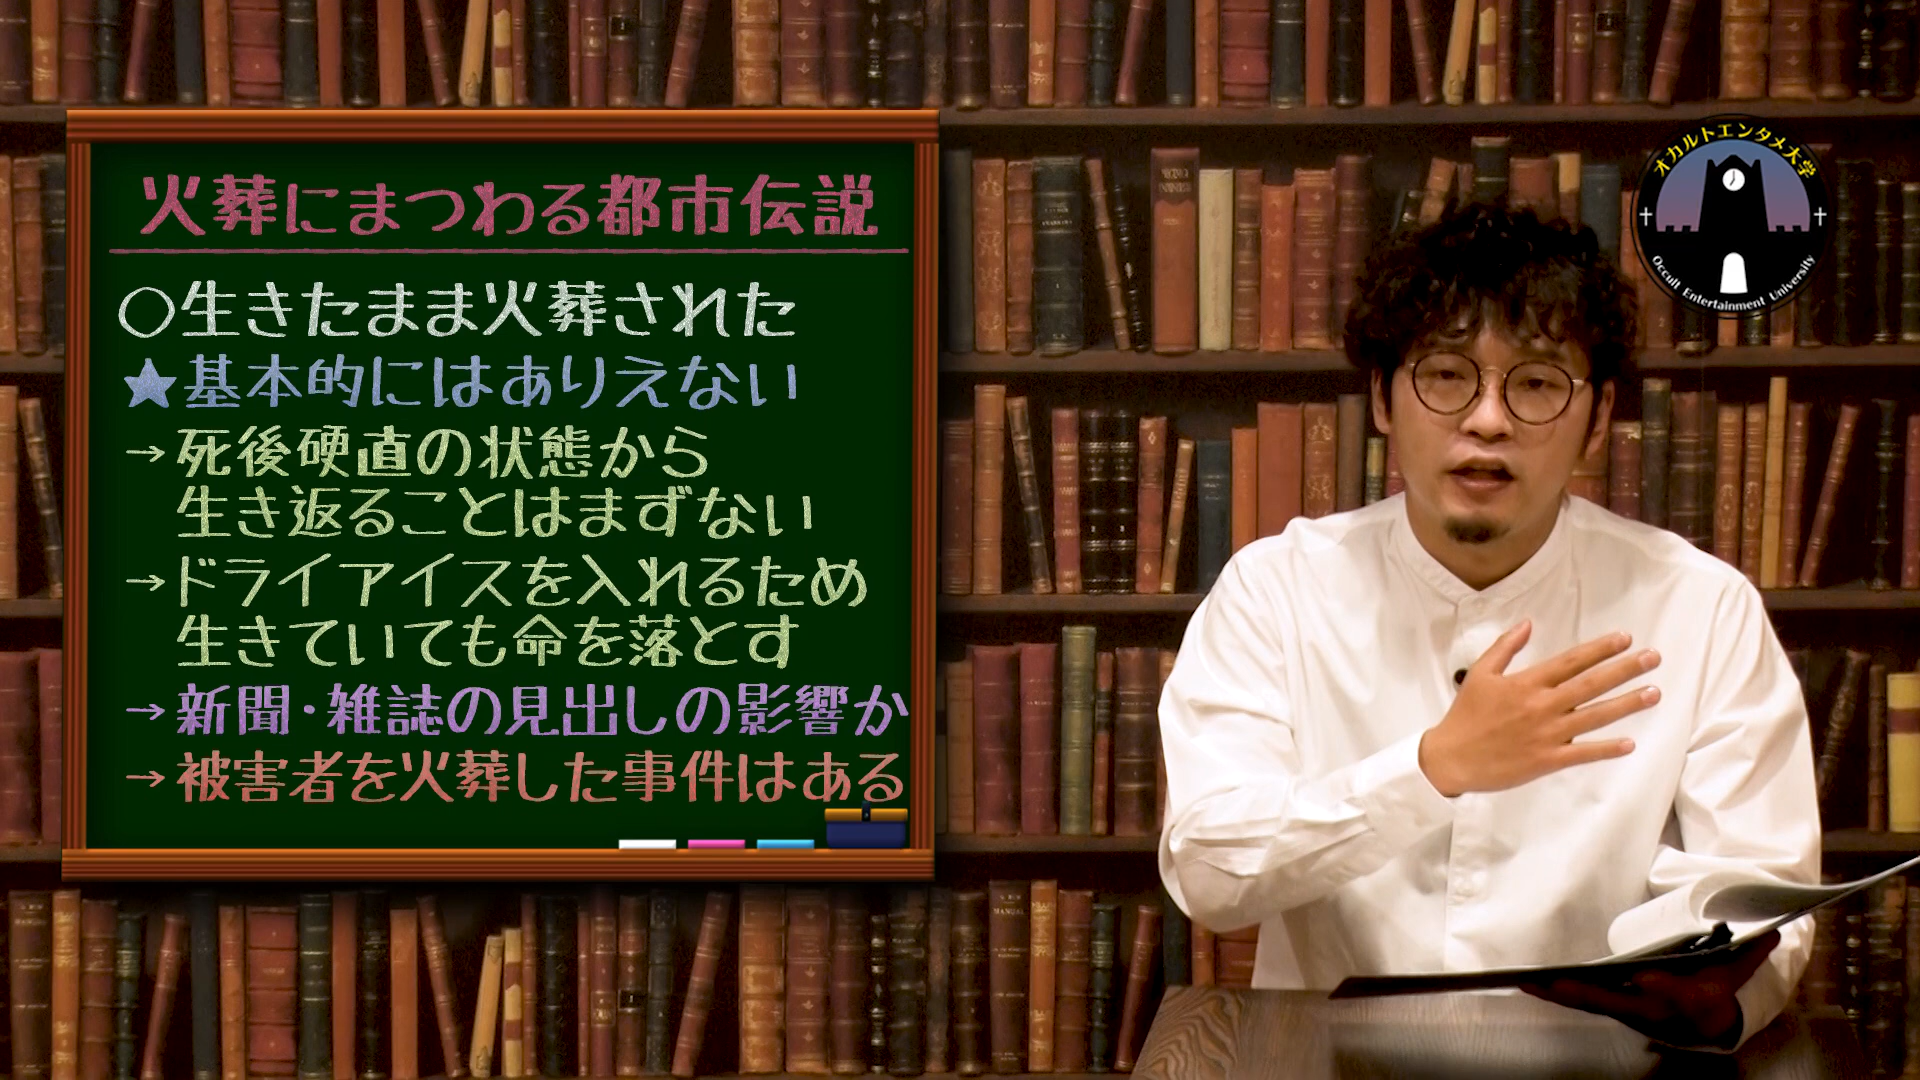 火葬にまつわる都市伝説
○生きたまま火葬された
★基本的にはありえない
→死後硬直の状態から
生き返ることはまずない
→ドライアイスを入れるため
生きていても命を落とす
→新聞・雑誌の見出しの影響か
→被害者を火葬した事件はある
オカルトエンタメ大学
Occult Entertainment University